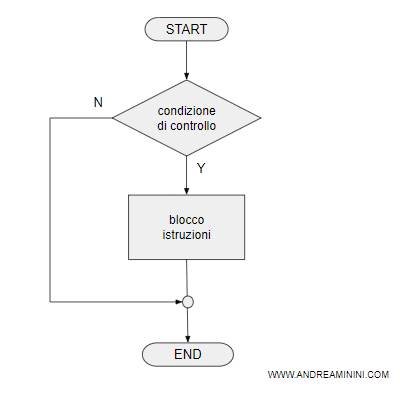 START
N
condizione
di controllo
Y
blocco
istruzioni
END
WWW.ANDREAMININI.COM